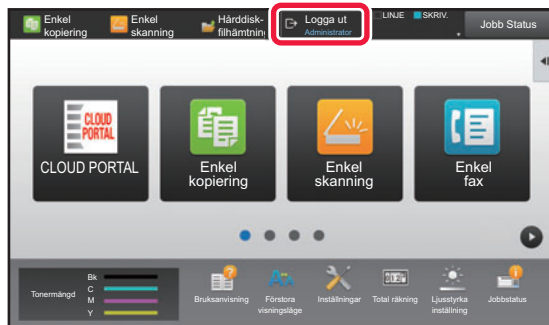 Enkel
kopiering
Enkel
skanning
Hårddisk-
filhämtning
Logga ut
Administrator
LINJE
SKRIV.
Jobb Status
CLOUD
PORTAL
CLOUD PORTAL
Enkel
kopiering
Enkel
skanning
Enkel
fax
Tonermängd
Bk
C
M
Y
Bruksanvisning
Förstora
visningsläge
Inställningar
Total räkning
Ljusstyrka
inställning
Jobbstatus